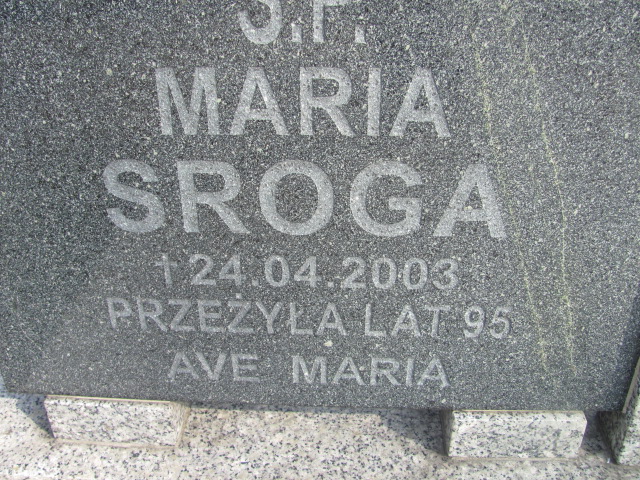 Ś.P.
MARIA
SROGA
†24.04.2003
PRZEŻYŁA LAT 95
AVE MARIA